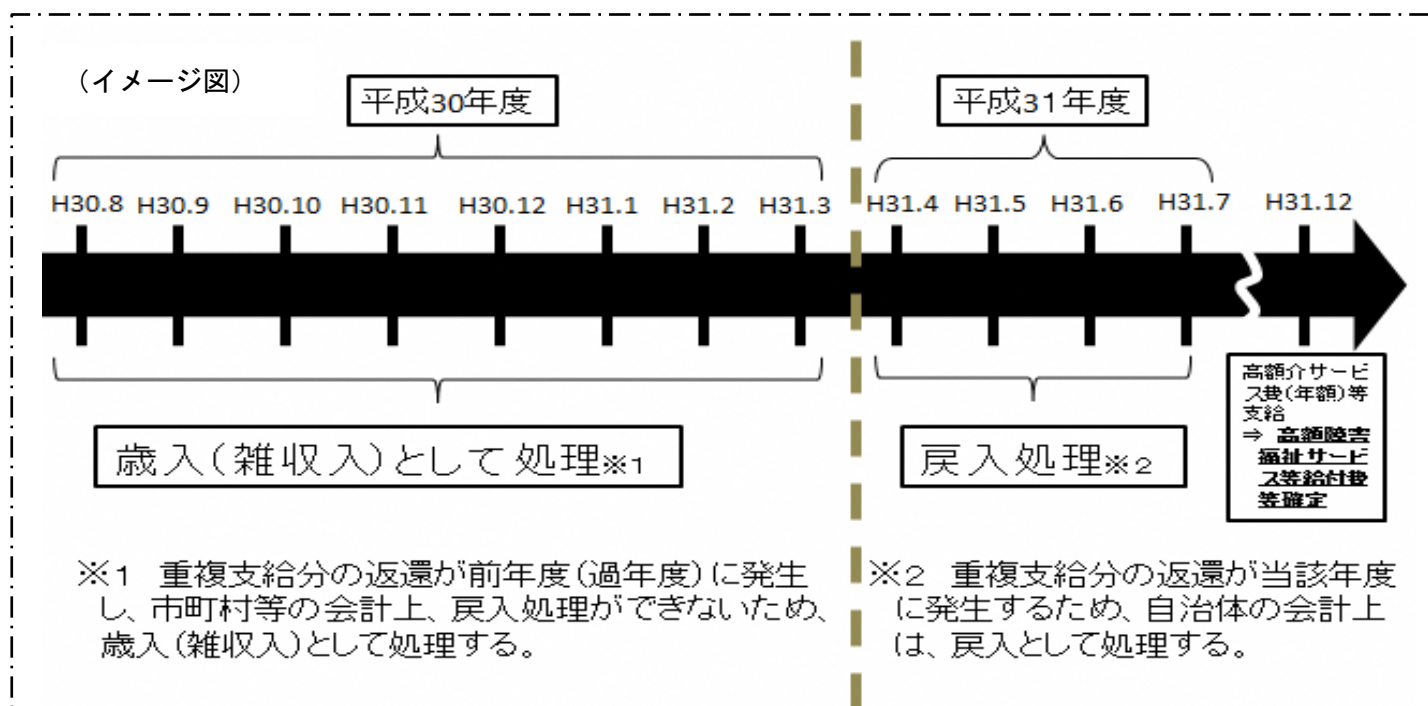 (イメージ図)
平成30年度
平成31年度
H30.8 H30.9 H30.10 H30.11 H30.12 H31.1 H31.2 H31.3 H31.4 H31.5 H31.6 H31.7 H31.12
歳入(雑収入)として処理※1
戻入処理※2
高額介サービ
ス費(年額)等
支給
⇒ 高額障害
福祉サービ
ス等給付費
等確定
※1 重複支給分の返還が前年度(過年度)に発生
し、市町村等の会計上、戻入処理ができないため、
歳入(雑収入)として処理する。
※2 重複支給分の返還が当該年度
に発生するため、自治体の会計上
は、戻入として処理する。